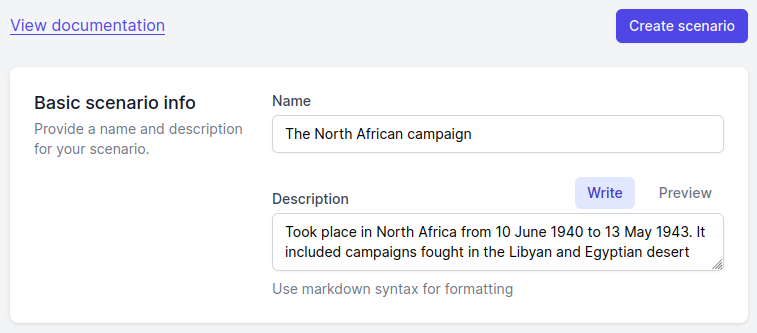 View documentation
Create scenario
Basic scenario info
Provide a name and description
for your scenario.
Name
The North African campaign
Description
Write
Preview
Took place in North Africa from 10 June 1940 to 13 May 1943. It
included campaigns fought in the Libyan and Egyptian desert
Use markdown syntax for formatting